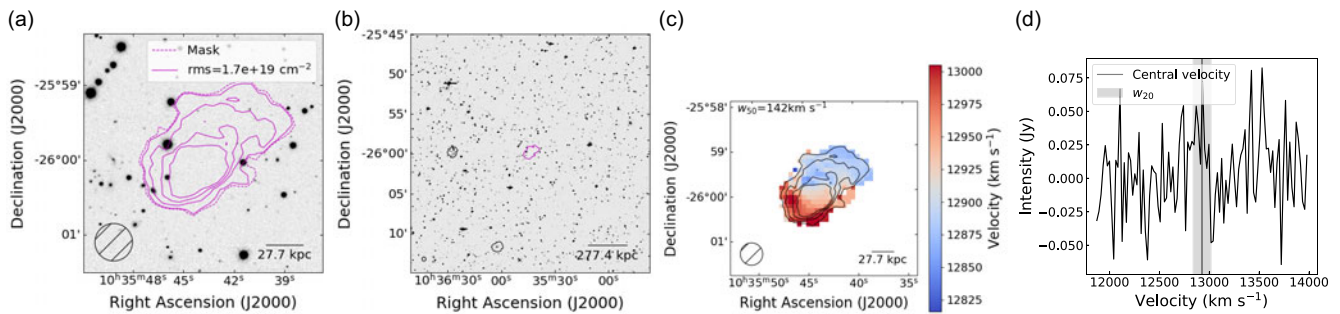 (a)
Mask
rms=1.7e+19 cm⁻²
-25°59'
-26°00'
01'
Declination (J2000)
27.7 kpc
10ʰ35ᵐ48ˢ 45ˢ 42ˢ 39ˢ
Right Ascension (J2000)
(b)
-25°45'
50'
55'
-26°00'
05'
10'
Declination (J2000)
277.4 kpc
10ʰ36ᵐ30ˢ 00ˢ 35ᵐ30ˢ 00ˢ
Right Ascension (J2000)
(c)
w₅₀=142km s⁻¹
-25°58'
59'
-26°00'
01'
Declination (J2000)
27.7 kpc
10ʰ35ᵐ50ˢ 45ˢ 40ˢ 35ˢ
Right Ascension (J2000)
13000
12975
12950
12925
12900
12875
12850
12825
Velocity (km s⁻¹)
(d)
Central velocity
w₂₀
0.075
0.050
0.025
0.000
−0.025
−0.050
Intensity (Jy)
12000 12500 13000 13500 14000
Velocity (km s⁻¹)